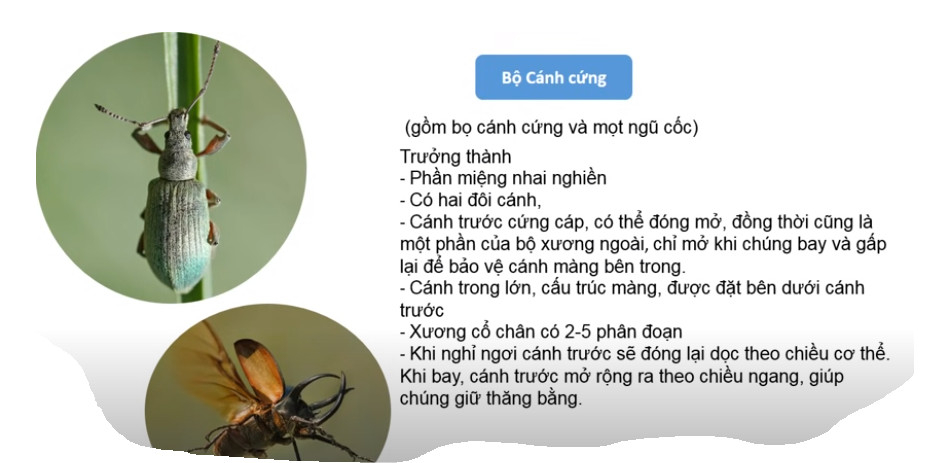 Bộ Cánh cứng
(gồm bọ cánh cứng và mọt ngũ cốc)
Trưởng thành
- Phần miệng nhai nghiền
- Có hai đôi cánh,
- Cánh trước cứng cáp, có thể đóng mở, đồng thời cũng là
một phần của bộ xương ngoài, chỉ mở khi chúng bay và gấp
lại để bảo vệ cánh màng bên trong.
- Cánh trong lớn, cấu trúc màng, được đặt bên dưới cánh
trước
- Xương cổ chân có 2-5 phân đoạn
- Khi nghỉ ngơi cánh trước sẽ đóng lại dọc theo chiều cơ thể.
Khi bay, cánh trước mở rộng ra theo chiều ngang, giúp
chúng giữ thăng bằng.